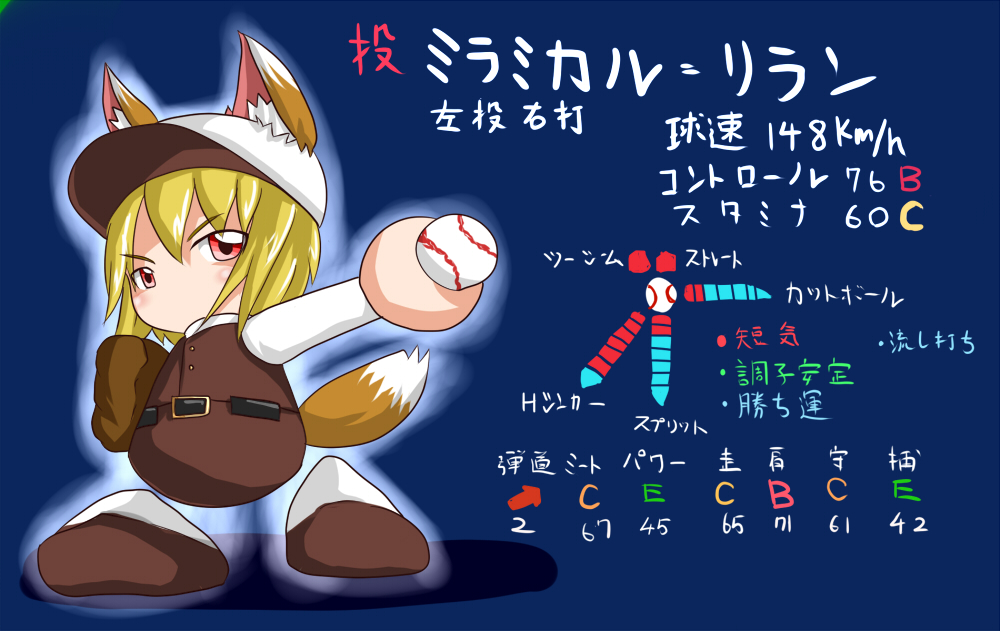 投 ミラミカル=リラン
左投右打
球速 148km/h
コントロール 76 B
スタミナ 60 C
ツーシーム ストレート
カットボール
・短気 ・流し打ち
・調子安定
・勝ち運
Hシンカー
スプリット
弾道 ミート パワー 走 肩 守 捕
C E C B C E
2 67 45 65 71 61 42